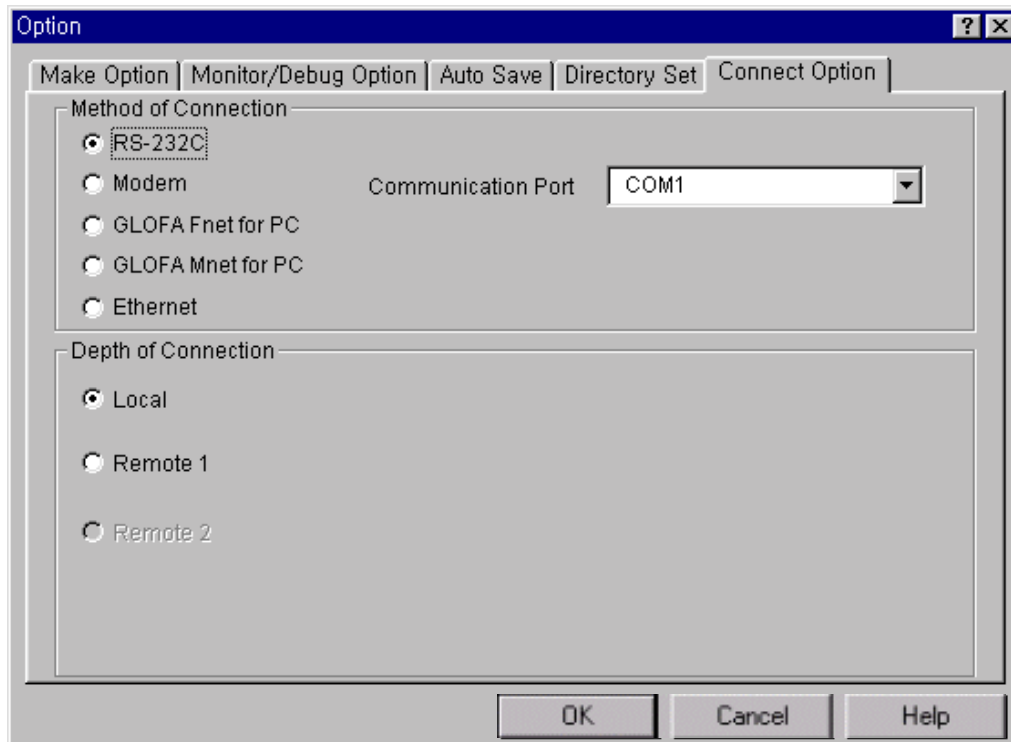 Option
Make Option Monitor/Debug Option Auto Save Directory Set Connect Option
Method of Connection
RS-232C
Modem Communication Port COM1
GLOFA Fnet for PC
GLOFA Mnet for PC
Ethernet
Depth of Connection
Local
Remote 1
Remote 2
OK Cancel Help